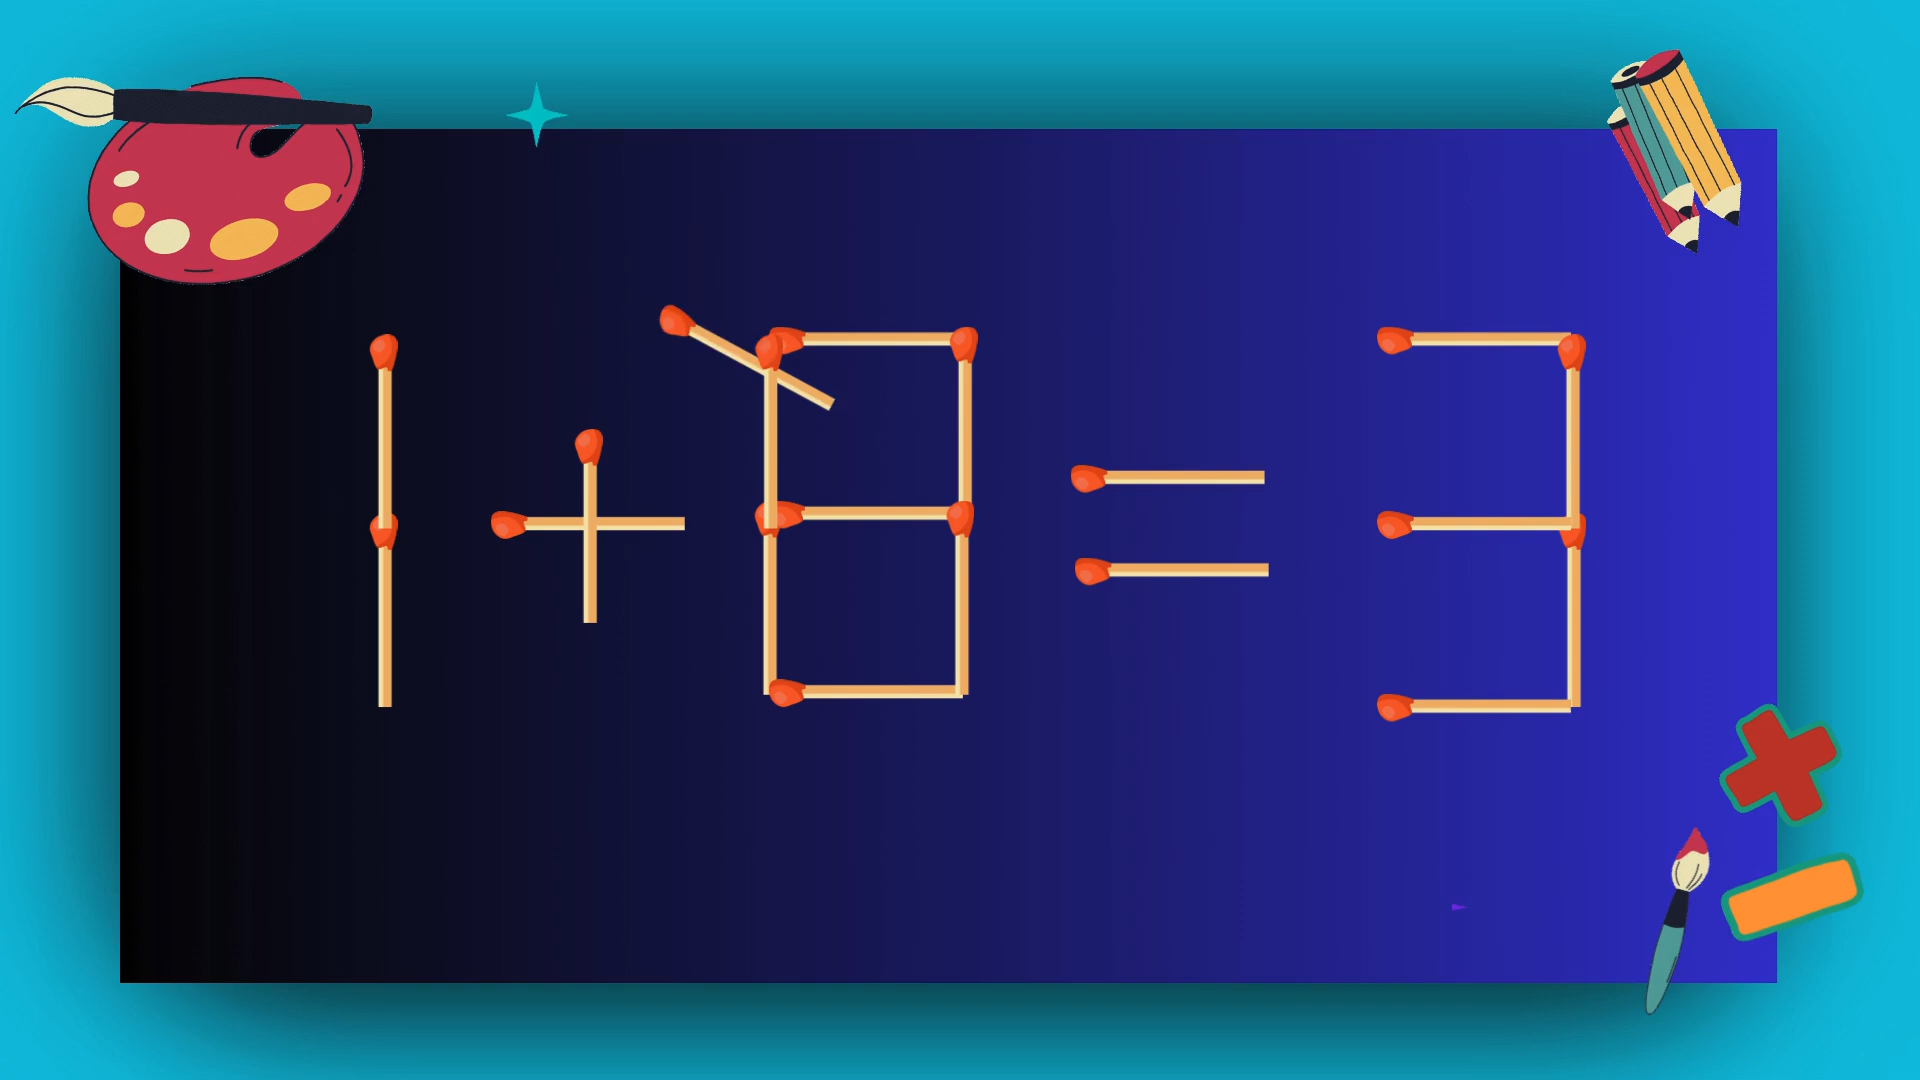 1 + 8 = 3